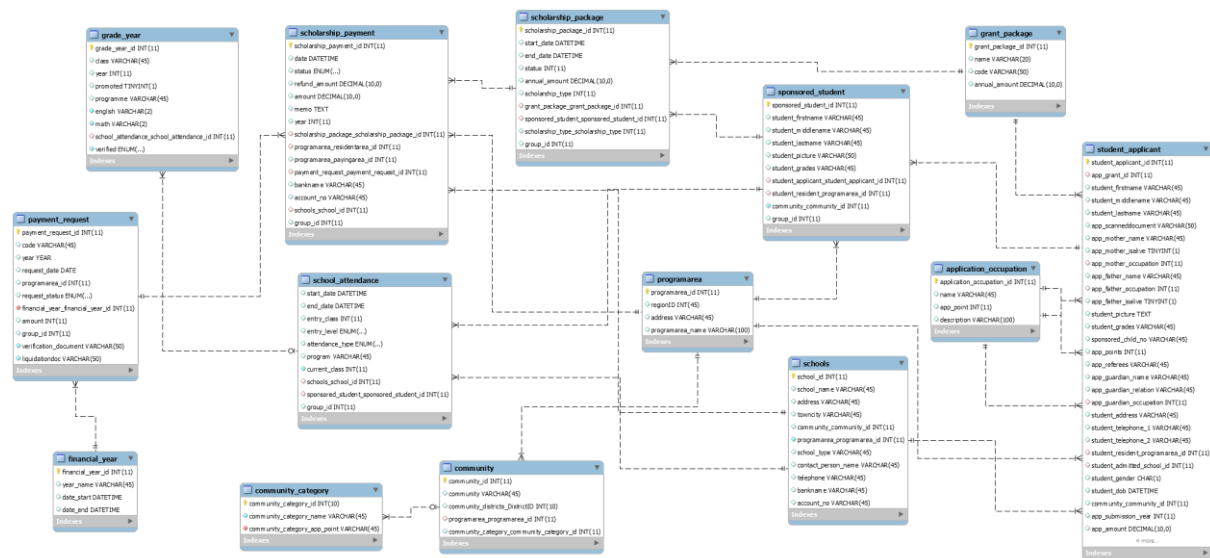 grade_year
grade_year_id INT(11)
class VARCHAR(45)
year INT(11)
promoted TINYINT(1)
programme VARCHAR(45)
english VARCHAR(2)
math VARCHAR(2)
school_attendance_school_attendance_id INT(11)
verified ENUM(...)
Indexes
scholarship_payment
scholarship_payment_id INT(11)
date DATETIME
status ENUM(...)
refund_amount DECIMAL(10,0)
amount DECIMAL(10,0)
memo TEXT
year INT(11)
scholarship_package_scholarship_package_id INT(11)
programarea_residentarea_id INT(11)
programarea_payingarea_id INT(11)
payment_request_payment_request_id INT(11)
bankname VARCHAR(45)
account_no VARCHAR(45)
schools_school_id INT(11)
group_id INT(11)
Indexes
scholarship_package
scholarship_package_id INT(11)
start_date DATETIME
end_date DATETIME
status INT(11)
annual_amount DECIMAL(10,0)
scholarship_type INT(11)
grant_package_grant_package_id INT(11)
sponsored_student_sponsored_student_id INT(11)
scholarship_type_scholarship_type INT(11)
group_id INT(11)
Indexes
grant_package
grant_package_id INT(11)
name VARCHAR(20)
code VARCHAR(50)
annual_amount DECIMAL(10,0)
Indexes
sponsored_student
sponsored_student_id INT(11)
student_firstname VARCHAR(45)
student_middlename VARCHAR(45)
student_lastname VARCHAR(45)
student_picture VARCHAR(50)
student_grades VARCHAR(45)
student_applicant_student_applicant_id INT(11)
student_resident_programarea_id INT(11)
community_community_id INT(11)
group_id INT(11)
Indexes
student_applicant
student_applicant_id INT(11)
app_grant_id INT(11)
student_firstname VARCHAR(45)
student_middlename VARCHAR(45)
student_lastname VARCHAR(45)
app_scanneddocument VARCHAR(50)
app_mother_name VARCHAR(45)
app_mother_isalive TINYINT(1)
app_mother_occupation INT(11)
app_father_name VARCHAR(45)
app_father_occupation INT(11)
app_father_isalive TINYINT(1)
student_picture TEXT
student_grades VARCHAR(45)
sponsored_child_no VARCHAR(45)
app_points INT(11)
app_referees VARCHAR(45)
app_guardian_name VARCHAR(45)
app_guardian_relation VARCHAR(45)
app_guardian_occupation INT(11)
student_address VARCHAR(45)
student_telephone_1 VARCHAR(45)
student_telephone_2 VARCHAR(45)
student_resident_programarea_id INT(11)
student_admitted_school_id INT(11)
student_gender CHAR(1)
student_dob DATETIME
community_community_id INT(11)
app_submission_year INT(11)
app_amount DECIMAL(10,0)
Indexes
payment_request
payment_request_id INT(11)
code VARCHAR(45)
year YEAR
request_date DATE
programarea_id INT(11)
request_status ENUM(...)
financial_year_financial_year_id INT(11)
amount INT(11)
group_id INT(11)
verification_document VARCHAR(50)
liquidationdoc VARCHAR(50)
Indexes
school_attendance
start_date DATETIME
end_date DATETIME
entry_class INT(11)
entry_level ENUM(...)
attendance_type ENUM(...)
program VARCHAR(45)
current_class INT(11)
schools_school_id INT(11)
sponsored_student_sponsored_student_id INT(11)
group_id INT(11)
Indexes
programarea
programarea_id INT(11)
regionID INT(45)
address VARCHAR(45)
programarea_name VARCHAR(100)
Indexes
application_occupation
application_occupation_id INT(11)
name VARCHAR(45)
app_point INT(11)
description VARCHAR(100)
Indexes
schools
school_id INT(11)
school_name VARCHAR(45)
address VARCHAR(45)
towncity VARCHAR(45)
community_community_id INT(11)
programarea_programarea_id INT(11)
school_type VARCHAR(45)
contact_person_name VARCHAR(45)
telephone VARCHAR(45)
bankname VARCHAR(45)
account_no VARCHAR(45)
Indexes
financial_year
financial_year_id INT(11)
year_name VARCHAR(45)
date_start DATETIME
date_end DATETIME
Indexes
community_category
community_category_id INT(10)
community_category_name VARCHAR(45)
community_category_app_point VARCHAR(45)
Indexes
community
community_id INT(11)
community VARCHAR(45)
community_districts_DistrictID INT(10)
programarea_programarea_id INT(11)
community_category_community_category_id INT(11)
Indexes